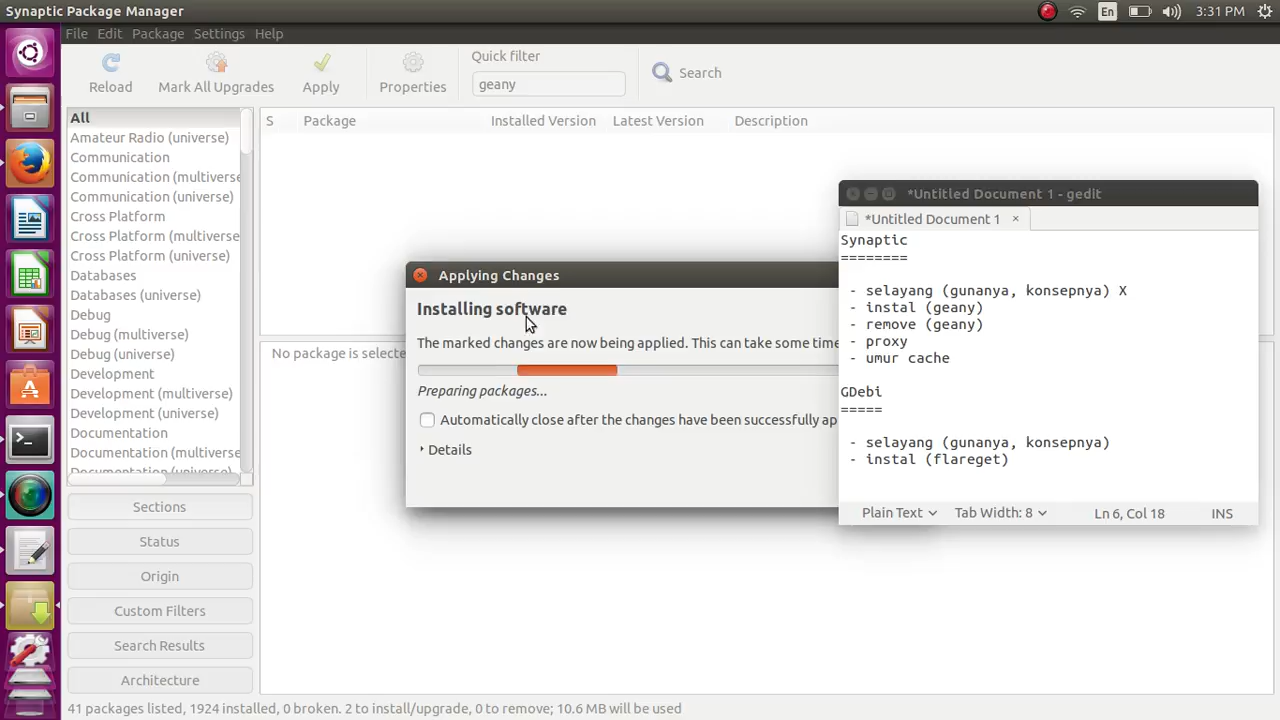 Synaptic Package Manager
En
3:31 PM
File Edit Package Settings Help
Reload
Mark All Upgrades
Apply
Properties
Quick filter
geany
Search
All
Amateur Radio (universe)
Communication
Communication (multiverse
Communication (universe)
Cross Platform
Cross Platform (multiverse
Cross Platform (universe)
Databases
Databases (universe)
Debug
Debug (multiverse)
Debug (universe)
Development
Development (multiverse)
Development (universe)
Documentation
Documentation (multiverse
Documentation (universe)
Sections
Status
Origin
Custom Filters
Search Results
Architecture
S Package Installed Version Latest Version Description
No package is selecte
Applying Changes
Installing software
The marked changes are now being applied. This can take some time
Preparing packages...
Automatically close after the changes have been successfully ap
Details
*Untitled Document 1 - gedit
*Untitled Document 1 ×
Synaptic
========
- selayang (gunanya, konsepnya) X
- instal (geany)
- remove (geany)
- proxy
- umur cache
GDebi
=====
- selayang (gunanya, konsepnya)
- instal (flareget)
Plain Text Tab Width: 8 Ln 6, Col 18 INS
41 packages listed, 1924 installed, 0 broken. 2 to install/upgrade, 0 to remove; 10.6 MB will be used